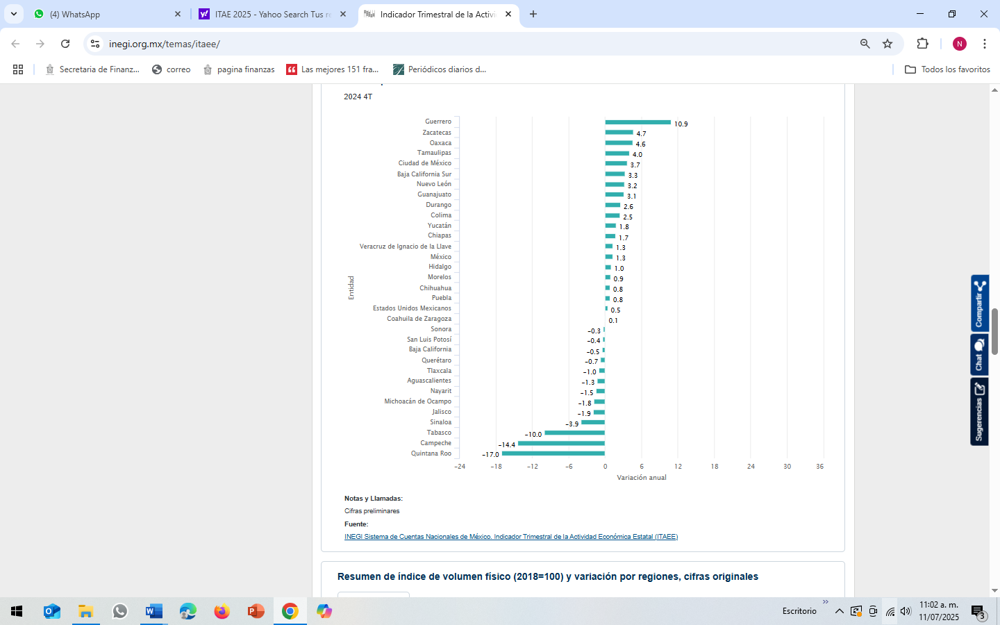 (4) WhatsApp
ITAE 2025 - Yahoo Search Tus re
Indicador Trimestral de la Activi
inegi.org.mx/temas/itaee/
N
Secretaria de Finanz...
correo
pagina finanzas
Las mejores 151 fra...
Periódicos diarios d...
Todos los favoritos
2024 4T
Guerrero 10.9
Zacatecas 4.7
Oaxaca 4.6
Tamaulipas 4.0
Ciudad de México 3.7
Baja California Sur 3.3
Nuevo León 3.2
Guanajuato 3.1
Durango 2.6
Colima 2.5
Yucatán 1.8
Chiapas 1.7
Veracruz de Ignacio de la Llave 1.3
México 1.3
Hidalgo 1.0
Morelos 0.9
Chihuahua 0.8
Puebla 0.8
Estados Unidos Mexicanos 0.5
Coahuila de Zaragoza 0.1
Sonora -0.3
San Luis Potosí -0.4
Baja California -0.5
Querétaro -0.7
Tlaxcala -1.0
Aguascalientes -1.3
Nayarit -1.5
Michoacán de Ocampo -1.8
Jalisco -1.9
Sinaloa -3.9
Tabasco -10.0
Campeche -14.4
Quintana Roo -17.0
Entidad
-24 -18 -12 -6 0 6 12 18 24 30 36
Variación anual
Compartir
Chat
Sugerencias
Notas y Llamadas:
Cifras preliminares
Fuente:
INEGI Sistema de Cuentas Nacionales de México. Indicador Trimestral de la Actividad Económica Estatal (ITAEE)
Resumen de índice de volumen físico (2018=100) y variación por regiones, cifras originales
Escritorio
11:02 a. m.
11/07/2025
3